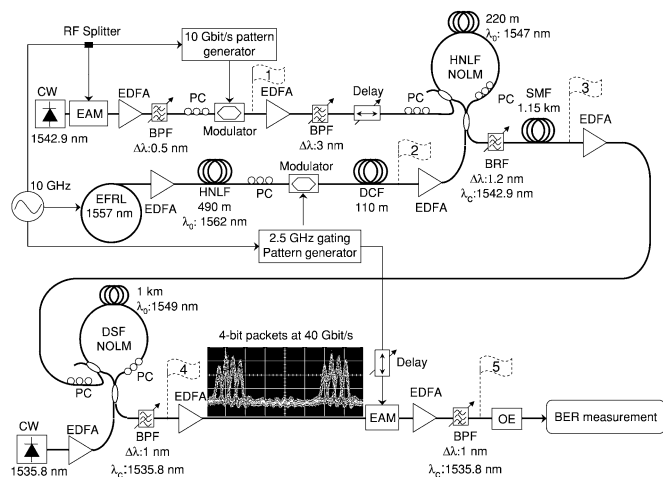 RF Splitter
10 Gbit/s pattern
generator
220 m
λ0: 1547 nm
HNLF
NOLM
CW
1542.9 nm
EAM
EDFA
BPF
Δλ:0.5 nm
PC
Modulator
1
EDFA
BPF
Δλ:3 nm
Delay
PC
PC
SMF
1.15 km
3
BRF
Δλ:1.2 nm
λC:1542.9 nm
EDFA
10 GHz
EFRL
1557 nm
EDFA
HNLF
490 m
λ0: 1562 nm
PC
Modulator
DCF
110 m
2
EDFA
2.5 GHz gating
Pattern generator
1 km
λ0:1549 nm
DSF
NOLM
PC
PC
4-bit packets at 40 Gbit/s
Delay
CW
1535.8 nm
EDFA
BPF
Δλ:1 nm
λC:1535.8 nm
4
EDFA
EAM
EDFA
BPF
Δλ:1 nm
λC:1535.8 nm
5
OE
BER measurement